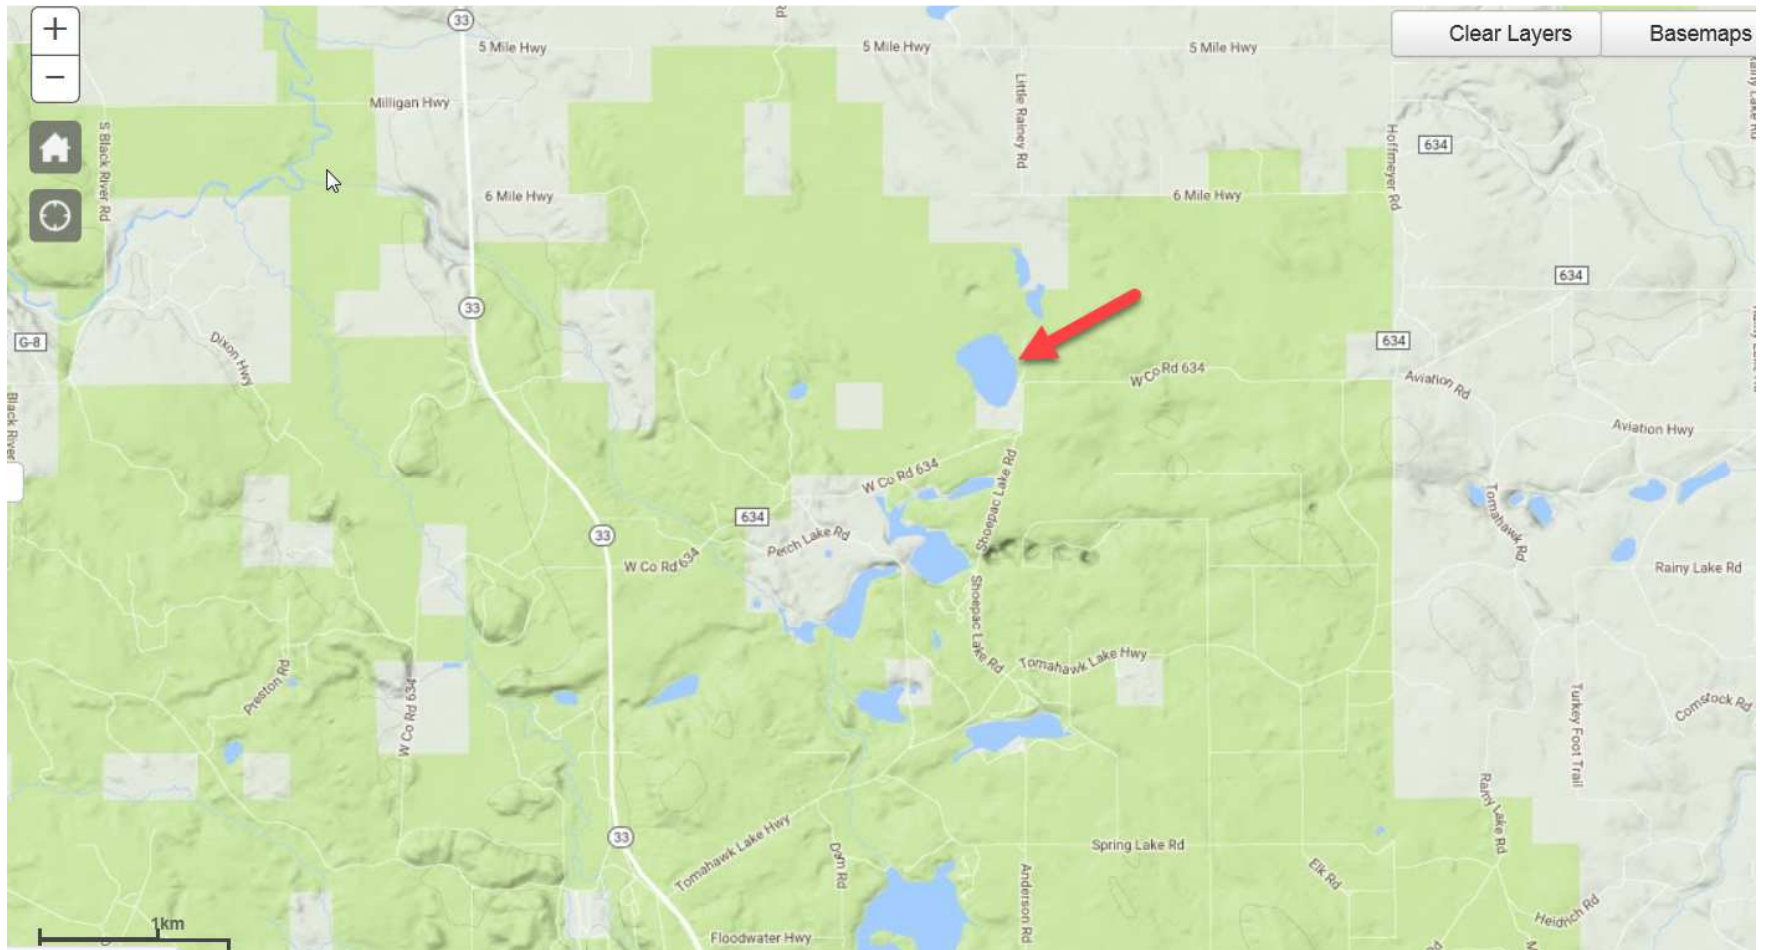 +
−
Clear Layers
Basemaps
33
Rd
5 Mile Hwy
5 Mile Hwy
5 Mile Hwy
Milligan Hwy
S Black River Rd
Little Rainey Rd
Hoffmeyer Rd
634
6 Mile Hwy
6 Mile Hwy
634
33
G-8
Dixon Hwy
634
W Co Rd 634
Aviation Rd
Black River
Aviation Hwy
W Co Rd 634
Shoepac Lake Rd
634
33
Perch Lake Rd
Tomahawk Rd
W Co Rd 634
Rainy Lake Rd
Shoepac Lake Rd
Tomahawk Lake Hwy
Preston Rd
W Co Rd 634
Turkey Foot Trail
Comstock Rd
Rainy Lake Rd
33
Tomahawk Lake Hwy
Dam Rd
Spring Lake Rd
Anderson Rd
Elk Rd
Heidrich Rd
1km
Floodwater Hwy